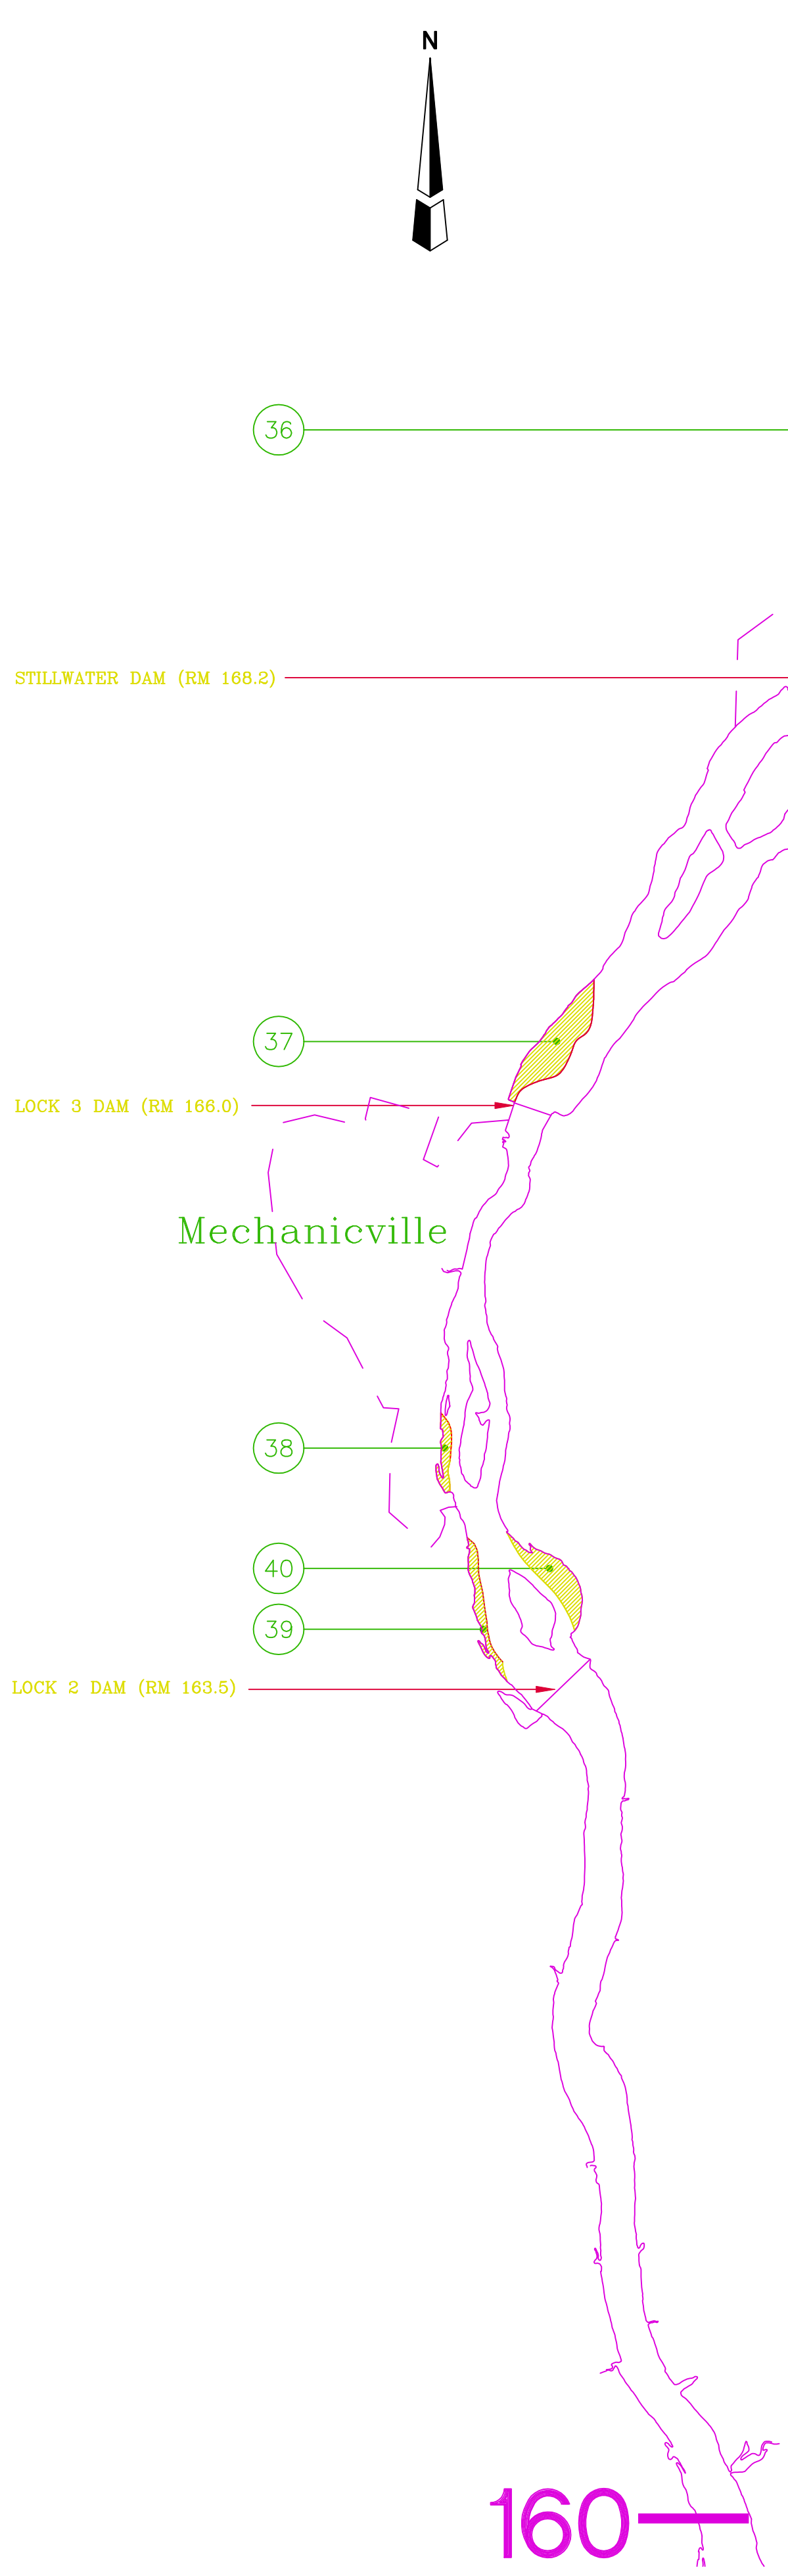 N
36
STILLWATER DAM (RM 168.2)
37
LOCK 3 DAM (RM 166.0)
Mechanicville
38
40
39
LOCK 2 DAM (RM 163.5)
160